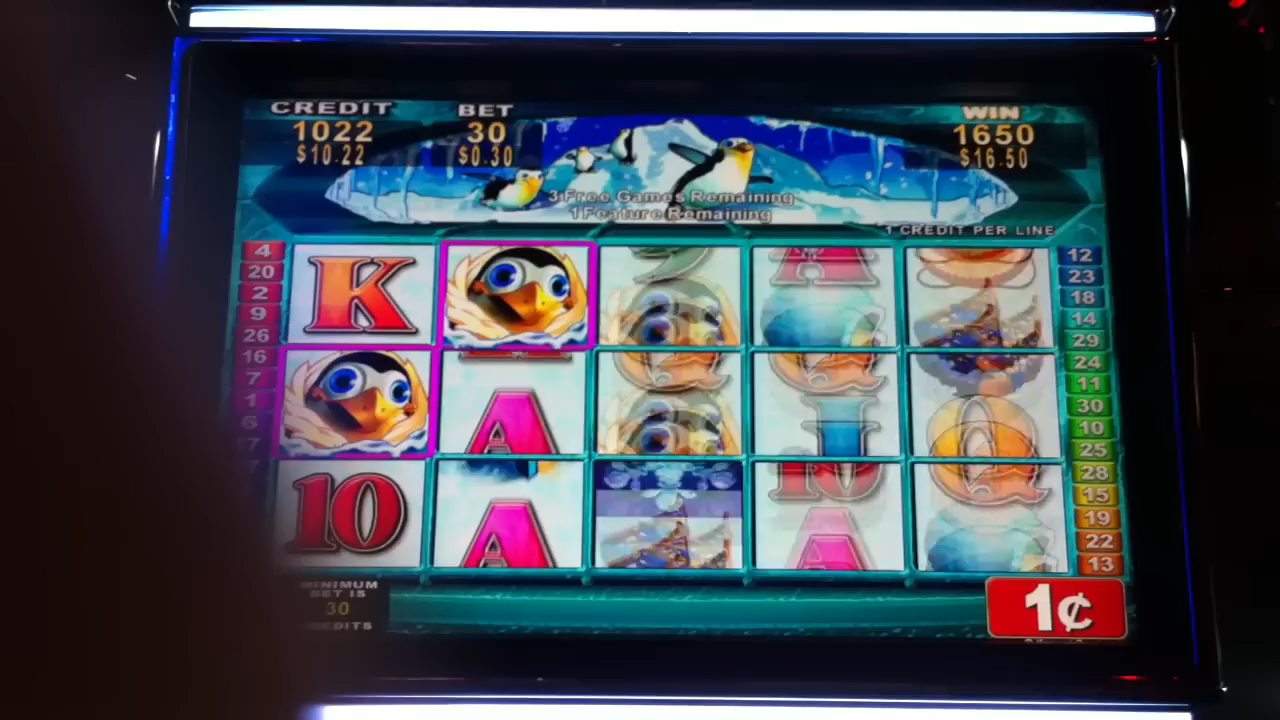 CREDIT
1022
$10.22
BET
30
$0.30
WIN
1650
$16.50
3 Free Games Remaining
1 Feature Remaining
1 CREDIT PER LINE
4
20
2
9
26
16
7
1
6
12
23
18
14
29
24
11
30
10
25
28
15
19
22
13
K
A
Q
Q
A
J
Q
10
A
10
A
MINIMUM
BET IS
30
1¢